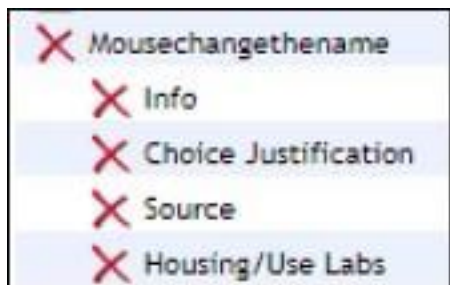 Mousechangethename
Info
Choice Justification
Source
Housing/Use Labs